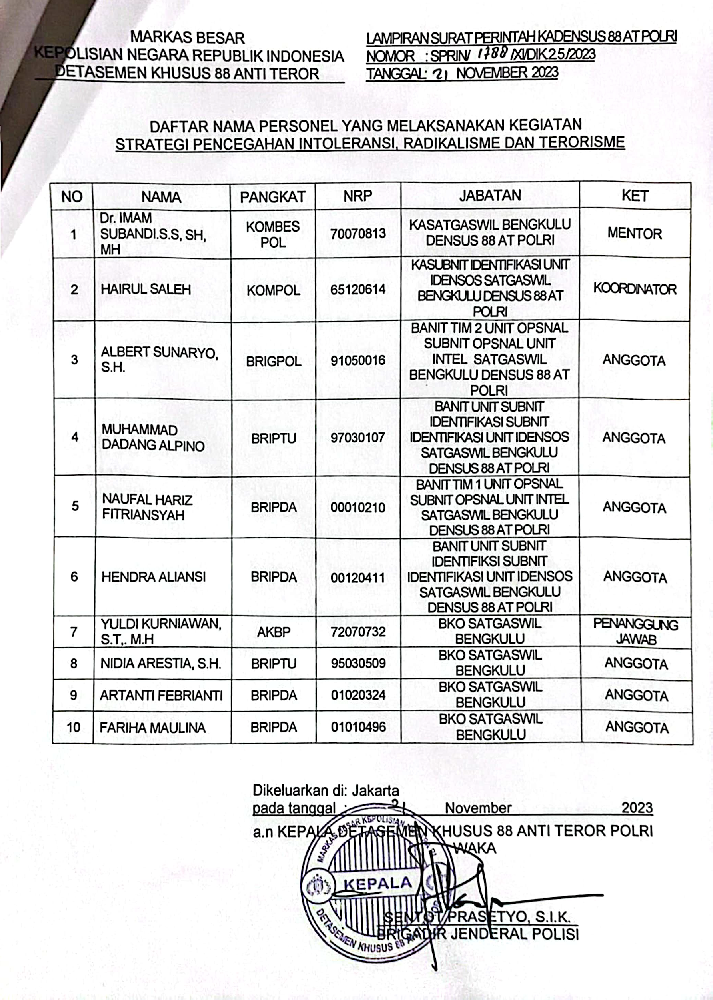 MARKAS BESAR
KEPOLISIAN NEGARA REPUBLIK INDONESIA
DETASEMEN KHUSUS 88 ANTI TEROR
LAMPIRAN SURAT PERINTAH KADENSUS 88 AT POLRI
NOMOR : SPRIN/ 1788 /XI/DIK.2.5/2023
TANGGAL: 21 NOVEMBER 2023
DAFTAR NAMA PERSONEL YANG MELAKSANAKAN KEGIATAN
STRATEGI PENCEGAHAN INTOLERANSI, RADIKALISME DAN TERORISME
NO NAMA PANGKAT NRP JABATAN KET
1
Dr. IMAM
SUBANDI.S.S, SH,
MH
KOMBES
POL
70070813
KASATGASWIL BENGKULU
DENSUS 88 AT POLRI
MENTOR
2
HAIRUL SALEH
KOMPOL
65120614
KASUBNIT IDENTIFIKASI UNIT
IDENSOS SATGASWIL
BENGKULU DENSUS 88 AT
POLRI
KOORDINATOR
3
ALBERT SUNARYO,
S.H.
BRIGPOL
91050016
BANIT TIM 2 UNIT OPSNAL
SUBNIT OPSNAL UNIT
INTEL SATGASWIL
BENGKULU DENSUS 88 AT
POLRI
ANGGOTA
4
MUHAMMAD
DADANG ALPINO
BRIPTU
97030107
BANIT UNIT SUBNIT
IDENTIFIKASI SUBNIT
IDENTIFIKASI UNIT IDENSOS
SATGASWIL BENGKULU
DENSUS 88 AT POLRI
ANGGOTA
5
NAUFAL HARIZ
FITRIANSYAH
BRIPDA
00010210
BANIT TIM 1 UNIT OPSNAL
SUBNIT OPSNAL UNIT INTEL
SATGASWIL BENGKULU
DENSUS 88 AT POLRI
ANGGOTA
6
HENDRA ALIANSI
BRIPDA
00120411
BANIT UNIT SUBNIT
IDENTIFIKSI SUBNIT
IDENTIFIKASI UNIT IDENSOS
SATGASWIL BENGKULU
DENSUS 88 AT POLRI
ANGGOTA
7
YULDI KURNIAWAN,
S.T,. M.H
AKBP
72070732
BKO SATGASWIL
BENGKULU
PENANGGUNG
JAWAB
8
NIDIA ARESTIA, S.H.
BRIPTU
95030509
BKO SATGASWIL
BENGKULU
ANGGOTA
9
ARTANTI FEBRIANTI
BRIPDA
01020324
BKO SATGASWIL
BENGKULU
ANGGOTA
10
FARIHA MAULINA
BRIPDA
01010496
BKO SATGASWIL
BENGKULU
ANGGOTA
Dikeluarkan di: Jakarta
pada tanggal : 21 November 2023
a.n KEPALA DETASEMEN KHUSUS 88 ANTI TEROR POLRI
WAKA
MARKAS BESAR KEPOLISIAN
KEPALA
DETASEMEN KHUSUS 88
SENTOT PRASETYO, S.I.K.
BRIGADIR JENDERAL POLISI